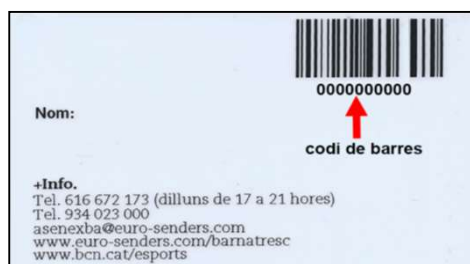 0000000000
Nom:
codi de barres
+Info.
Tel. 616 672 173 (dilluns de 17 a 21 hores)
Tel. 934 023 000
asenexba@euro-senders.com
www.euro-senders.com/barnatresc
www.bcn.cat/esports